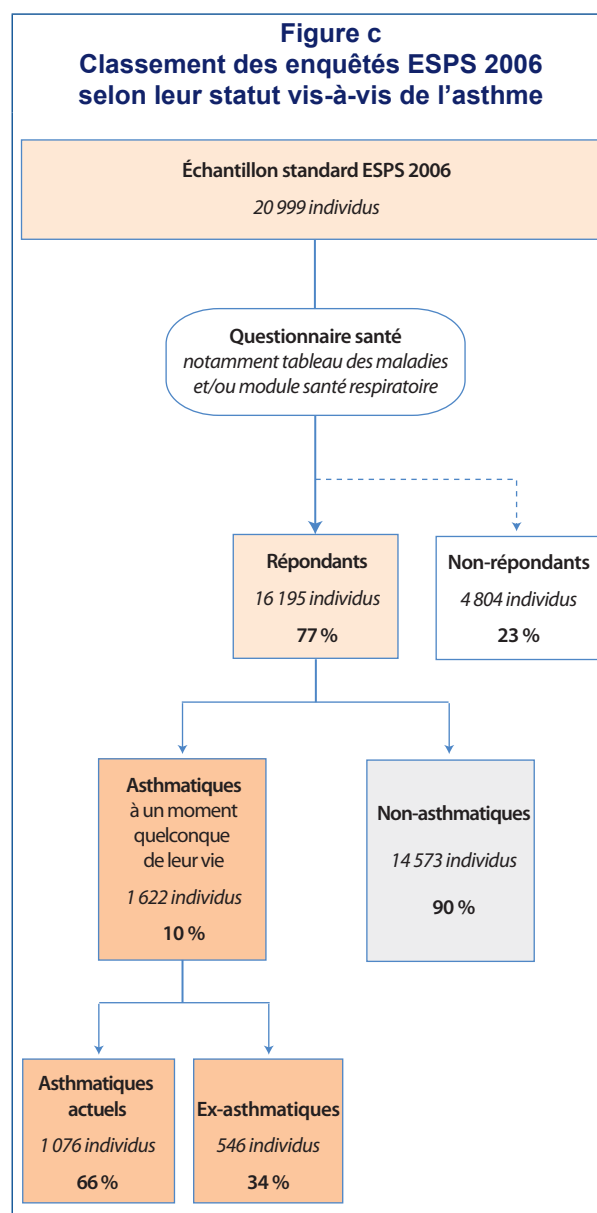 Figure c
Classement des enquêtés ESPS 2006
selon leur statut vis-à-vis de l’asthme
Échantillon standard ESPS 2006
20 999 individus
Questionnaire santé
notamment tableau des maladies
et/ou module santé respiratoire
Répondants
16 195 individus
77 %
Non-répondants
4 804 individus
23 %
Asthmatiques
à un moment
quelconque
de leur vie
1 622 individus
10 %
Non-asthmatiques
14 573 individus
90 %
Asthmatiques
actuels
1 076 individus
66 %
Ex-asthmatiques
546 individus
34 %